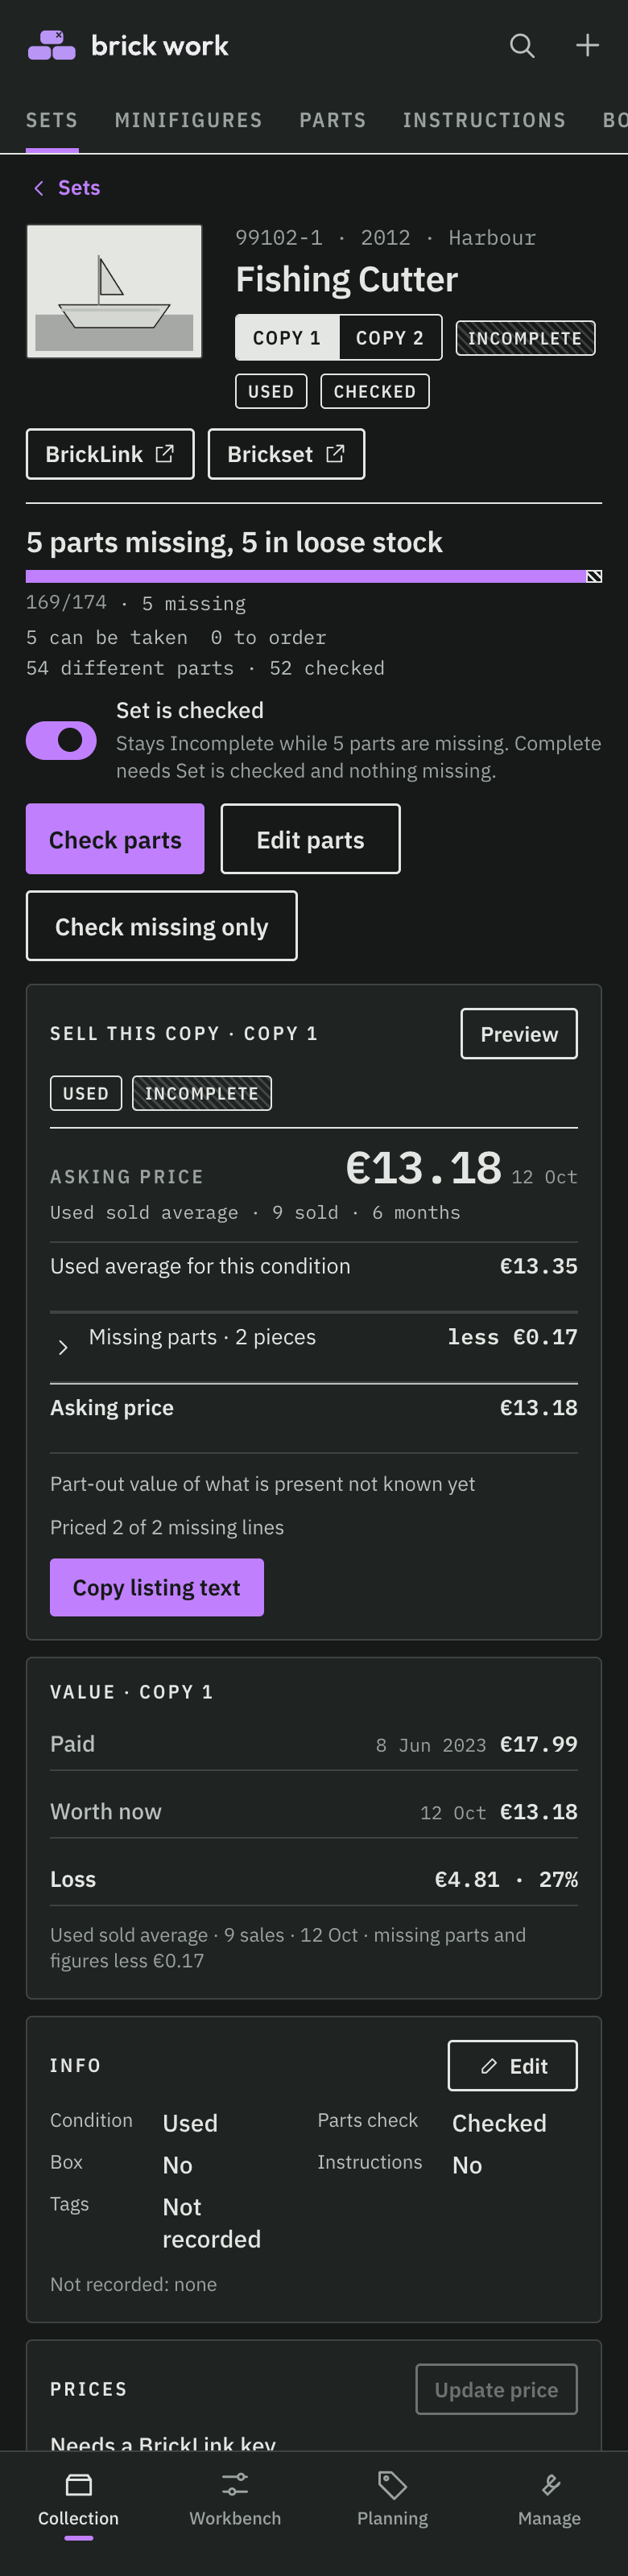 brick work
SETS MINIFIGURES PARTS INSTRUCTIONS BO
Sets
99102-1 · 2012 · Harbour
Fishing Cutter
COPY 1 COPY 2 INCOMPLETE
USED CHECKED
BrickLink Brickset
5 parts missing, 5 in loose stock
169/174 · 5 missing
5 can be taken 0 to order
54 different parts · 52 checked
Set is checked
Stays Incomplete while 5 parts are missing. Complete
needs Set is checked and nothing missing.
Check parts Edit parts
Check missing only
SELL THIS COPY · COPY 1 Preview
USED INCOMPLETE
ASKING PRICE €13.18 12 Oct
Used sold average · 9 sold · 6 months
Used average for this condition €13.35
Missing parts · 2 pieces less €0.17
Asking price €13.18
Part-out value of what is present not known yet
Priced 2 of 2 missing lines
Copy listing text
VALUE · COPY 1
Paid 8 Jun 2023 €17.99
Worth now 12 Oct €13.18
Loss €4.81 · 27%
Used sold average · 9 sales · 12 Oct · missing parts and
figures less €0.17
INFO Edit
Condition Used Parts check Checked
Box No Instructions No
Tags Not
recorded
Not recorded: none
PRICES Update price
Needs a BrickLink key
Collection Workbench Planning Manage